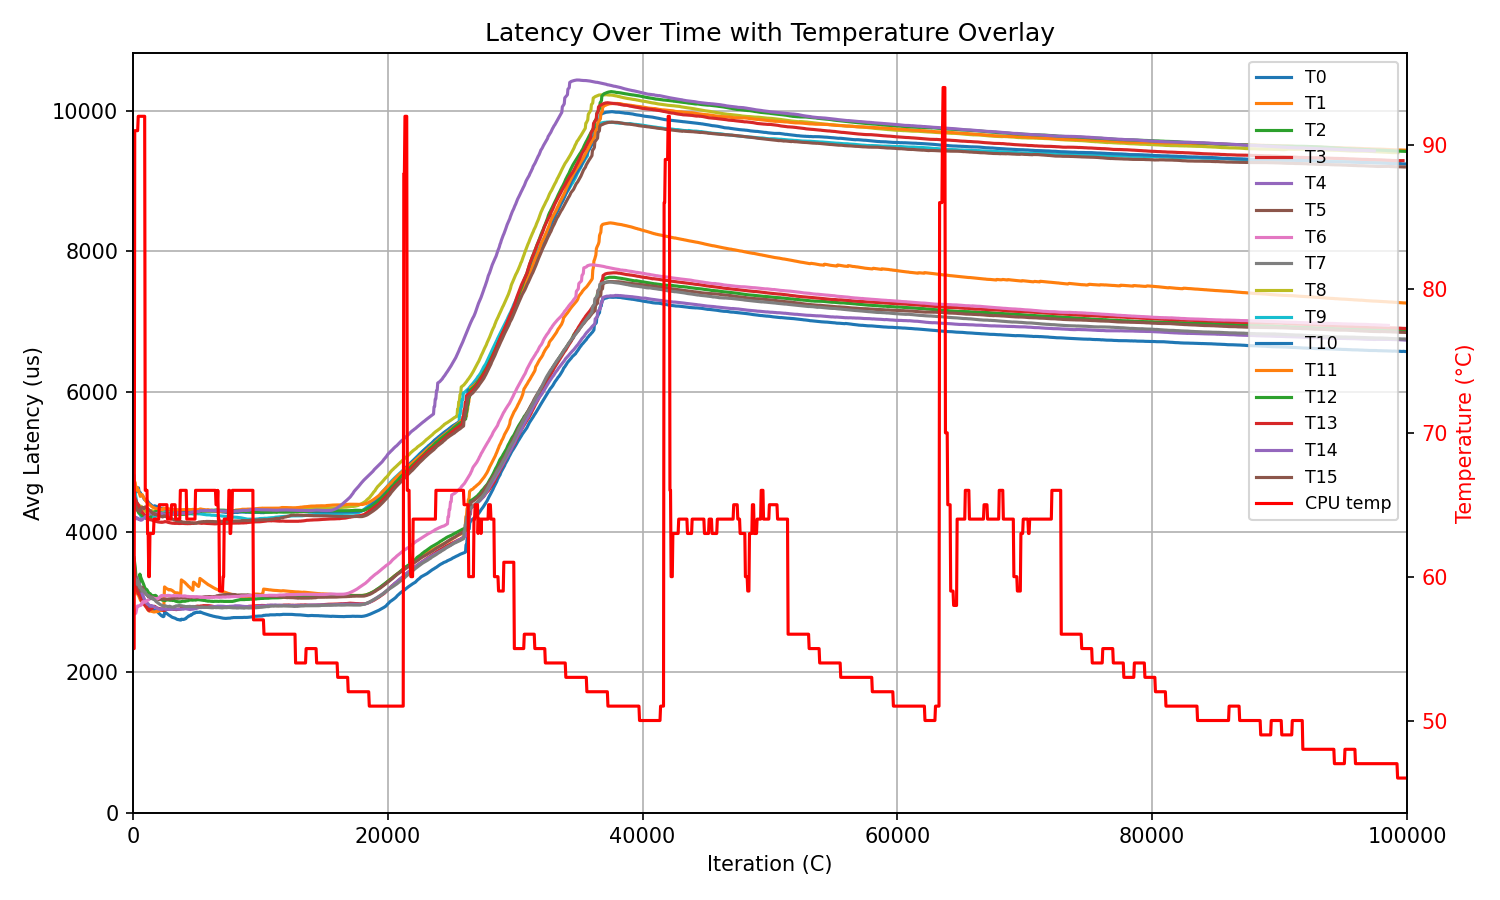 Latency Over Time with Temperature Overlay
Avg Latency (us)
10000
8000
6000
4000
2000
0
0 20000 40000 60000 80000 100000
Iteration (C)
90
80
70
60
50
Temperature (°C)
T0
T1
T2
T3
T4
T5
T6
T7
T8
T9
T10
T11
T12
T13
T14
T15
CPU temp